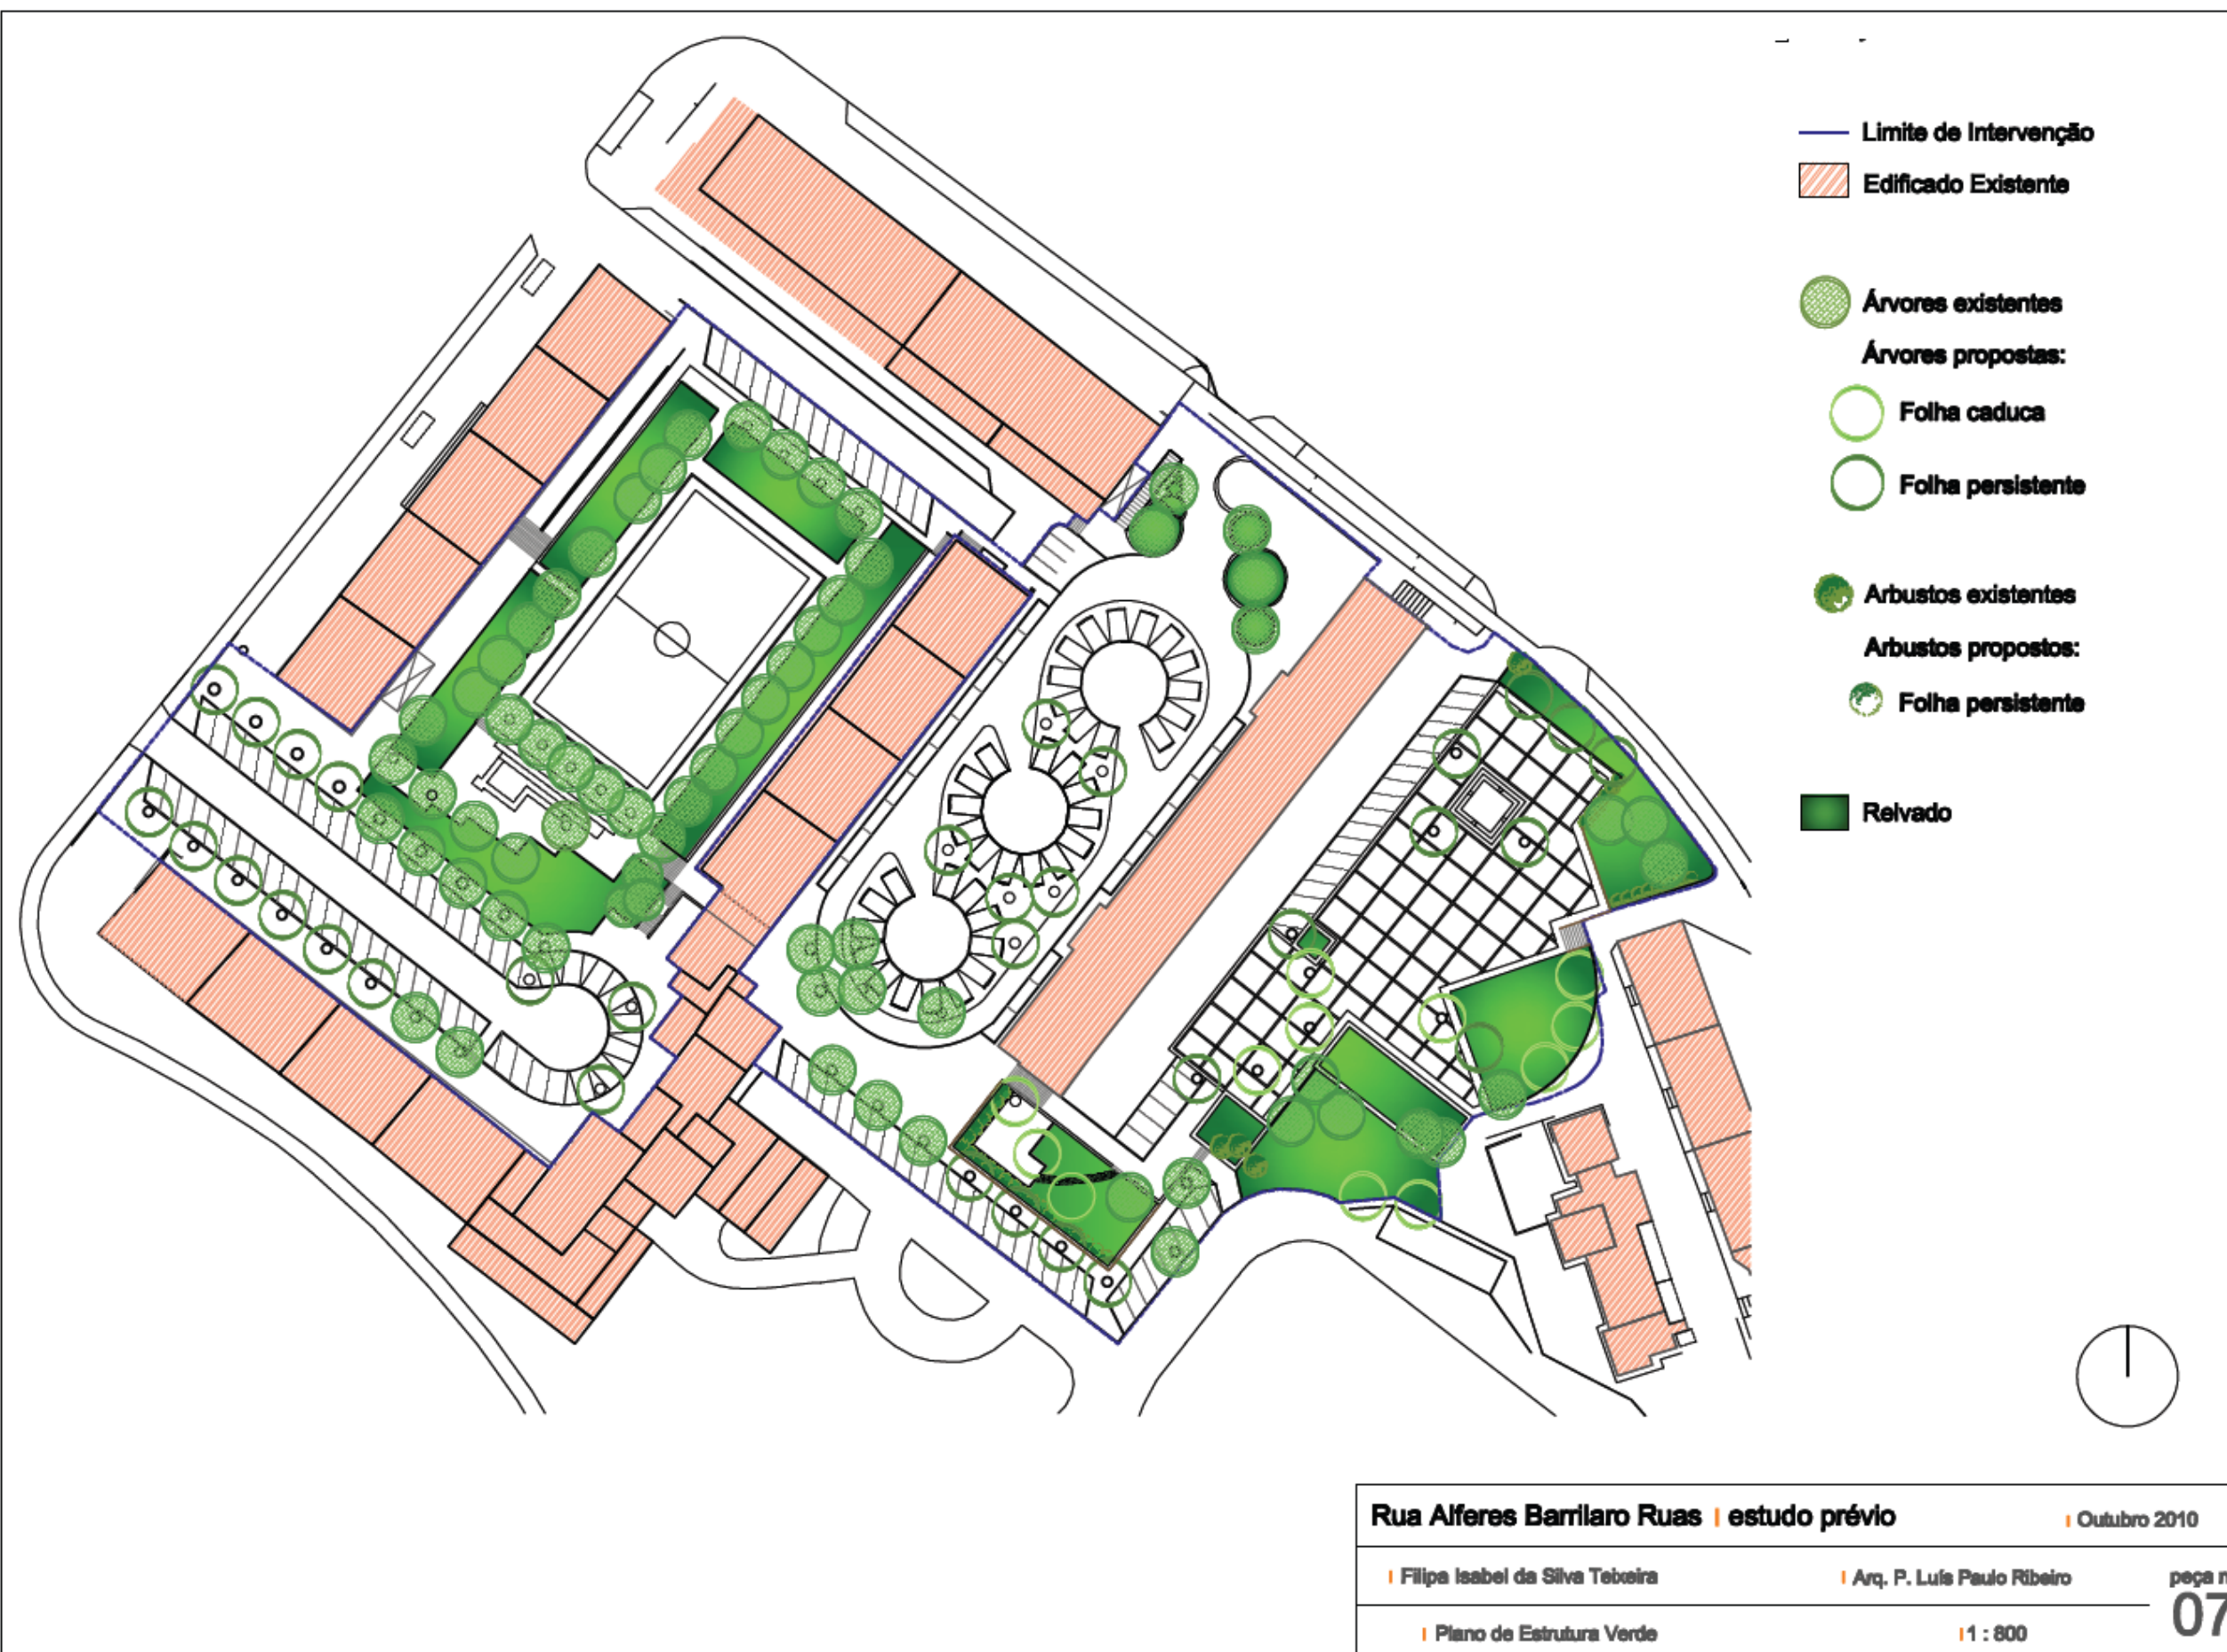 Limite de Intervenção
Edificado Existente
Árvores existentes
Árvores propostas:
Folha caduca
Folha persistente
Arbustos existentes
Arbustos propostos:
Folha persistente
Relvado
Rua Alferes Barrilaro Ruas | estudo prévio | Outubro 2010
| Filipa Isabel da Silva Teixeira | Arq. P. Luís Paulo Ribeiro peça n
07
| Plano de Estrutura Verde | 1 : 800